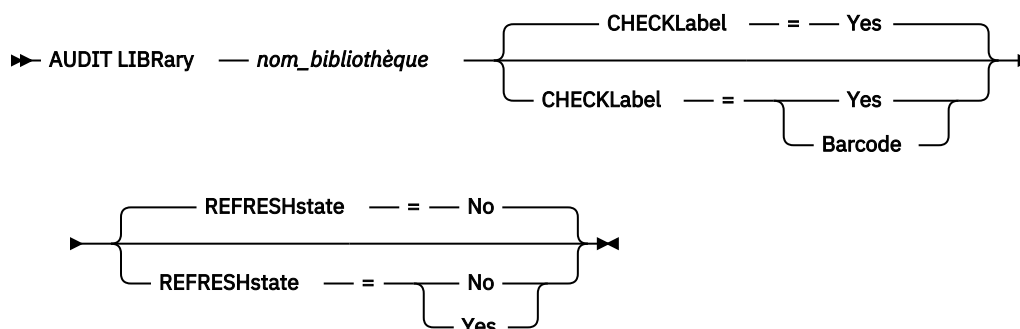 CHECKLabel = Yes
AUDIT LIBRary nom_bibliothèque
CHECKLabel = Yes
Barcode
REFRESHstate = No
REFRESHstate = No
Yes